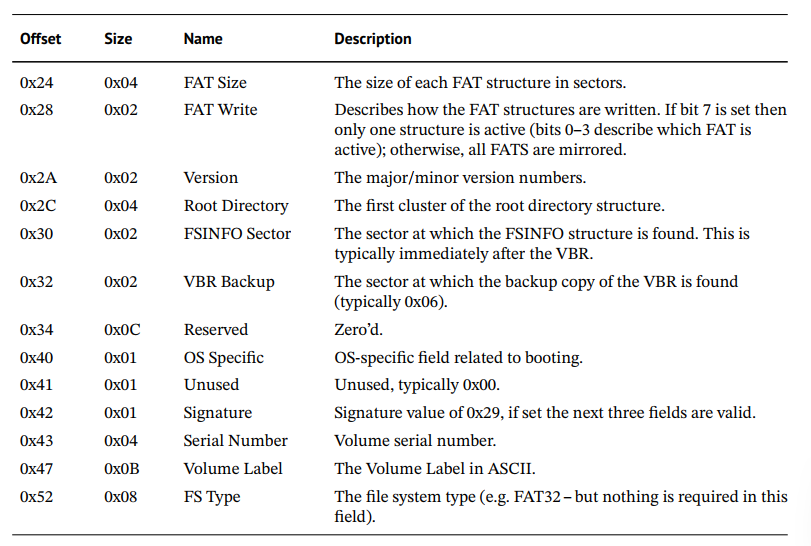 Offset Size Name Description
0x24 0x04 FAT Size The size of each FAT structure in sectors.
0x28 0x02 FAT Write Describes how the FAT structures are written. If bit 7 is set then
only one structure is active (bits 0–3 describe which FAT is
active); otherwise, all FATS are mirrored.
0x2A 0x02 Version The major/minor version numbers.
0x2C 0x04 Root Directory The first cluster of the root directory structure.
0x30 0x02 FSINFO Sector The sector at which the FSINFO structure is found. This is
typically immediately after the VBR.
0x32 0x02 VBR Backup The sector at which the backup copy of the VBR is found
(typically 0x06).
0x34 0x0C Reserved Zero’d.
0x40 0x01 OS Specific OS-specific field related to booting.
0x41 0x01 Unused Unused, typically 0x00.
0x42 0x01 Signature Signature value of 0x29, if set the next three fields are valid.
0x43 0x04 Serial Number Volume serial number.
0x47 0x0B Volume Label The Volume Label in ASCII.
0x52 0x08 FS Type The file system type (e.g. FAT32 – but nothing is required in this
field).